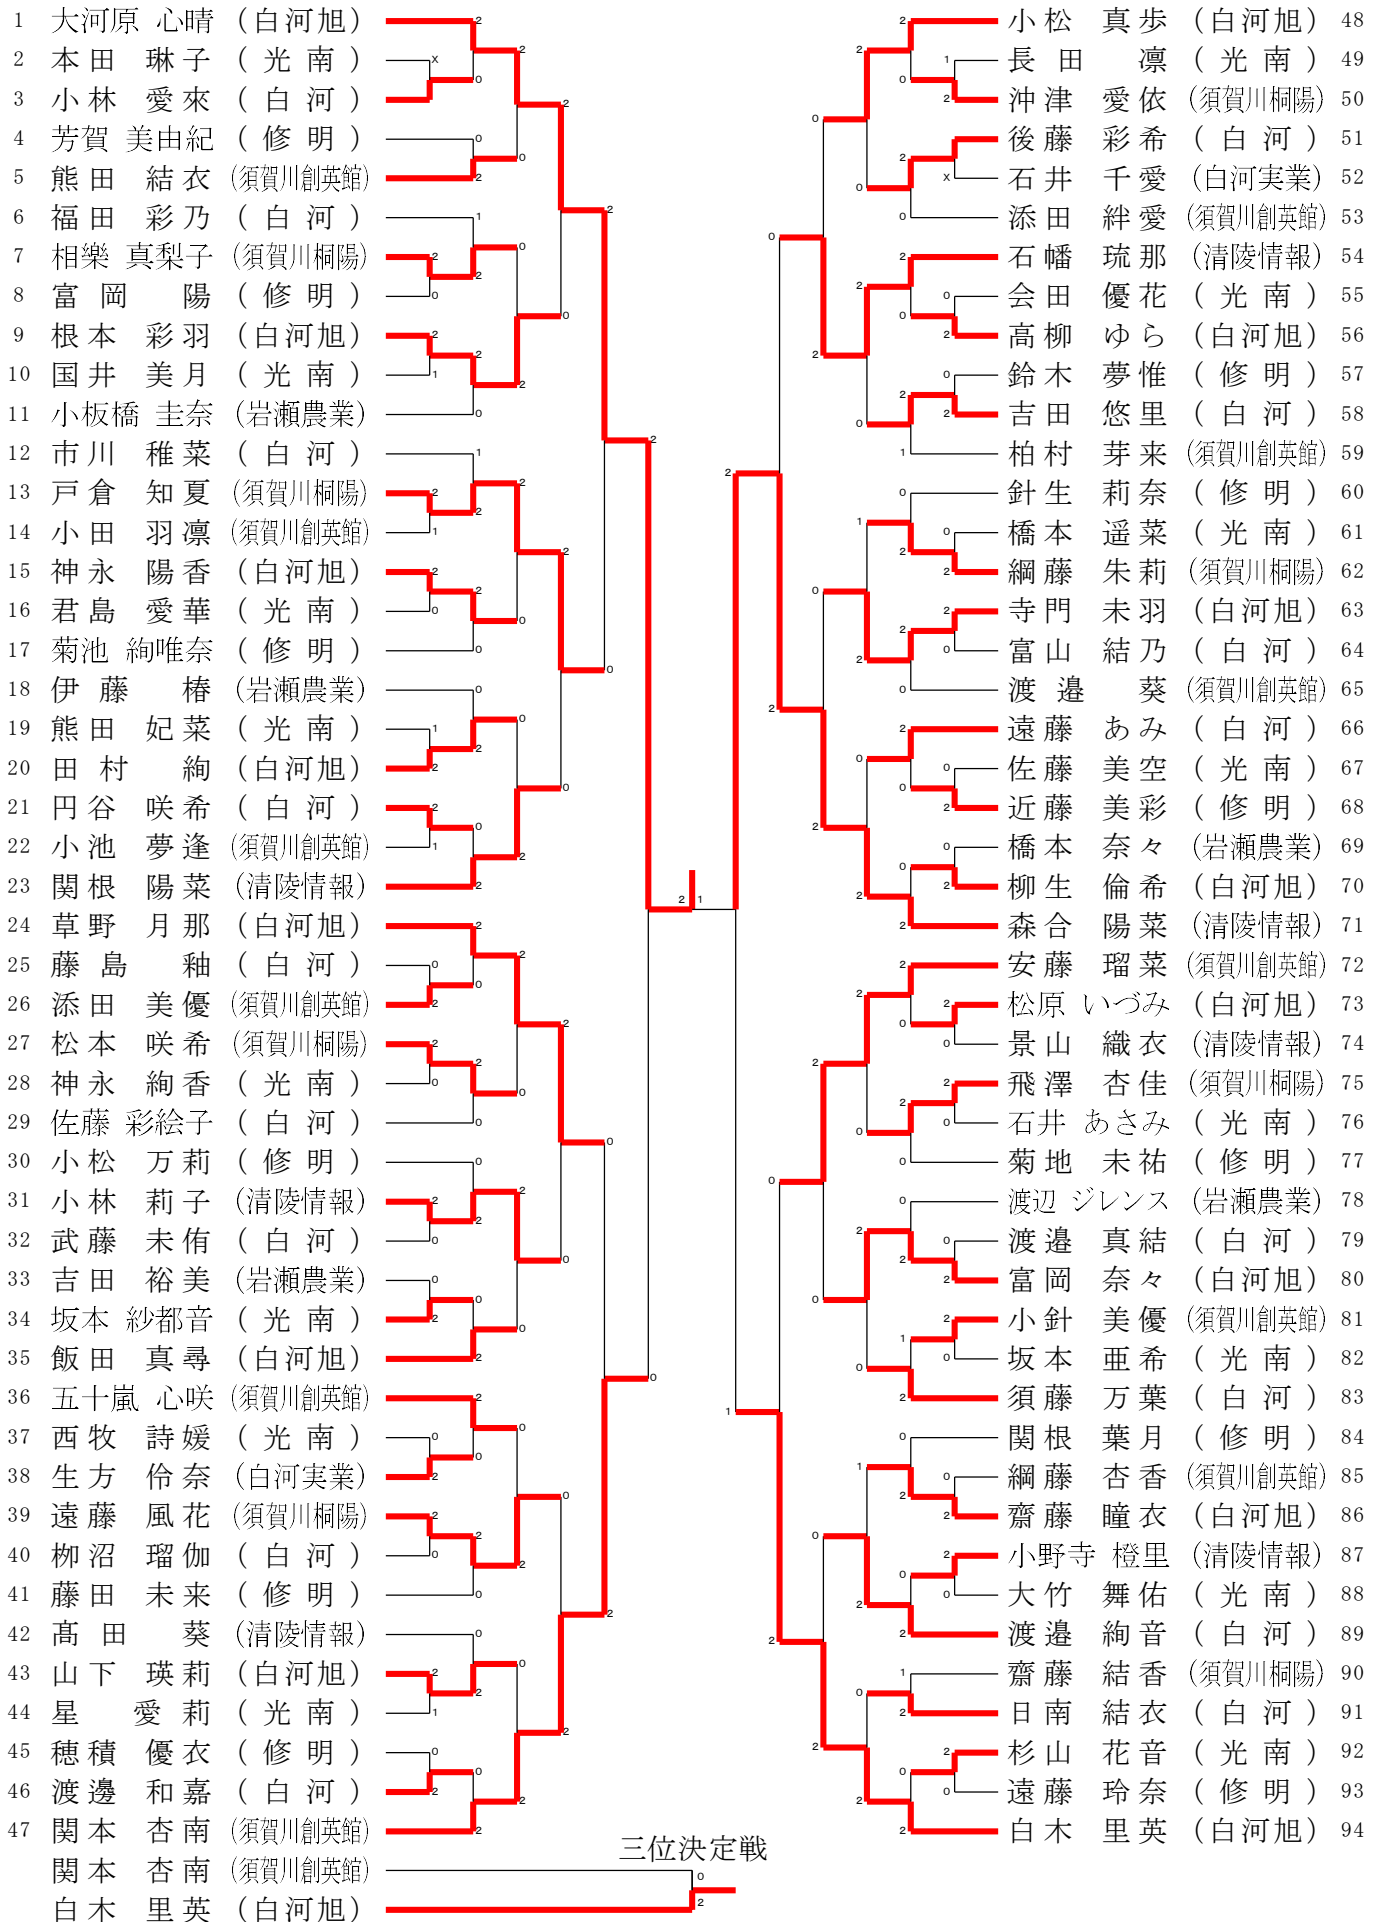 1 大河原 心晴 (白河旭)
2 本田 琳子 (光南)
3 小林 愛來 (白河)
4 芳賀 美由紀 (修明)
5 熊田 結衣 (須賀川創英館)
6 福田 彩乃 (白河)
7 相樂 真梨子 (須賀川桐陽)
8 富岡 陽 (修明)
9 根本 彩羽 (白河旭)
10 国井 美月 (光南)
11 小板橋 圭奈 (岩瀬農業)
12 市川 稚菜 (白河)
13 戸倉 知夏 (須賀川桐陽)
14 小田 羽凛 (須賀川創英館)
15 神永 陽香 (白河旭)
16 君島 愛華 (光南)
17 菊池 絢唯奈 (修明)
18 伊藤 椿 (岩瀬農業)
19 熊田 妃菜 (光南)
20 田村 絢 (白河旭)
21 円谷 咲希 (白河)
22 小池 夢逢 (須賀川創英館)
23 関根 陽菜 (清陵情報)
24 草野 月那 (白河旭)
25 藤島 釉 (白河)
26 添田 美優 (須賀川創英館)
27 松本 咲希 (須賀川桐陽)
28 神永 絢香 (光南)
29 佐藤 彩絵子 (白河)
30 小松 万莉 (修明)
31 小林 莉子 (清陵情報)
32 武藤 未侑 (白河)
33 吉田 裕美 (岩瀬農業)
34 坂本 紗都音 (光南)
35 飯田 真尋 (白河旭)
36 五十嵐 心咲 (須賀川創英館)
37 西牧 詩媛 (光南)
38 生方 伶奈 (白河実業)
39 遠藤 風花 (須賀川桐陽)
40 栁沼 瑠伽 (白河)
41 藤田 未来 (修明)
42 髙田 葵 (清陵情報)
43 山下 瑛莉 (白河旭)
44 星 愛莉 (光南)
45 穂積 優衣 (修明)
46 渡邊 和嘉 (白河)
47 関本 杏南 (須賀川創英館)
小松 真歩 (白河旭) 48
長田 凛 (光南) 49
沖津 愛依 (須賀川桐陽) 50
後藤 彩希 (白河) 51
石井 千愛 (白河実業) 52
添田 絆愛 (須賀川創英館) 53
石幡 琉那 (清陵情報) 54
会田 優花 (光南) 55
高柳 ゆら (白河旭) 56
鈴木 夢惟 (修明) 57
吉田 悠里 (白河) 58
柏村 芽来 (須賀川創英館) 59
針生 莉奈 (修明) 60
橋本 遥菜 (光南) 61
綱藤 朱莉 (須賀川桐陽) 62
寺門 未羽 (白河旭) 63
富山 結乃 (白河) 64
渡邉 葵 (須賀川創英館) 65
遠藤 あみ (白河) 66
佐藤 美空 (光南) 67
近藤 美彩 (修明) 68
橋本 奈々 (岩瀬農業) 69
柳生 倫希 (白河旭) 70
森合 陽菜 (清陵情報) 71
安藤 瑠菜 (須賀川創英館) 72
松原 いづみ (白河旭) 73
景山 織衣 (清陵情報) 74
飛澤 杏佳 (須賀川桐陽) 75
石井 あさみ (光南) 76
菊地 未祐 (修明) 77
渡辺 ジレンス (岩瀬農業) 78
渡邉 真結 (白河) 79
富岡 奈々 (白河旭) 80
小針 美優 (須賀川創英館) 81
坂本 亜希 (光南) 82
須藤 万葉 (白河) 83
関根 葉月 (修明) 84
綱藤 杏香 (須賀川創英館) 85
齋藤 瞳衣 (白河旭) 86
小野寺 橙里 (清陵情報) 87
大竹 舞佑 (光南) 88
渡邉 絢音 (白河) 89
齋藤 結香 (須賀川桐陽) 90
日南 結衣 (白河) 91
杉山 花音 (光南) 92
遠藤 玲奈 (修明) 93
白木 里英 (白河旭) 94
三位決定戦
関本 杏南 (須賀川創英館) 0
白木 里英 (白河旭) 2